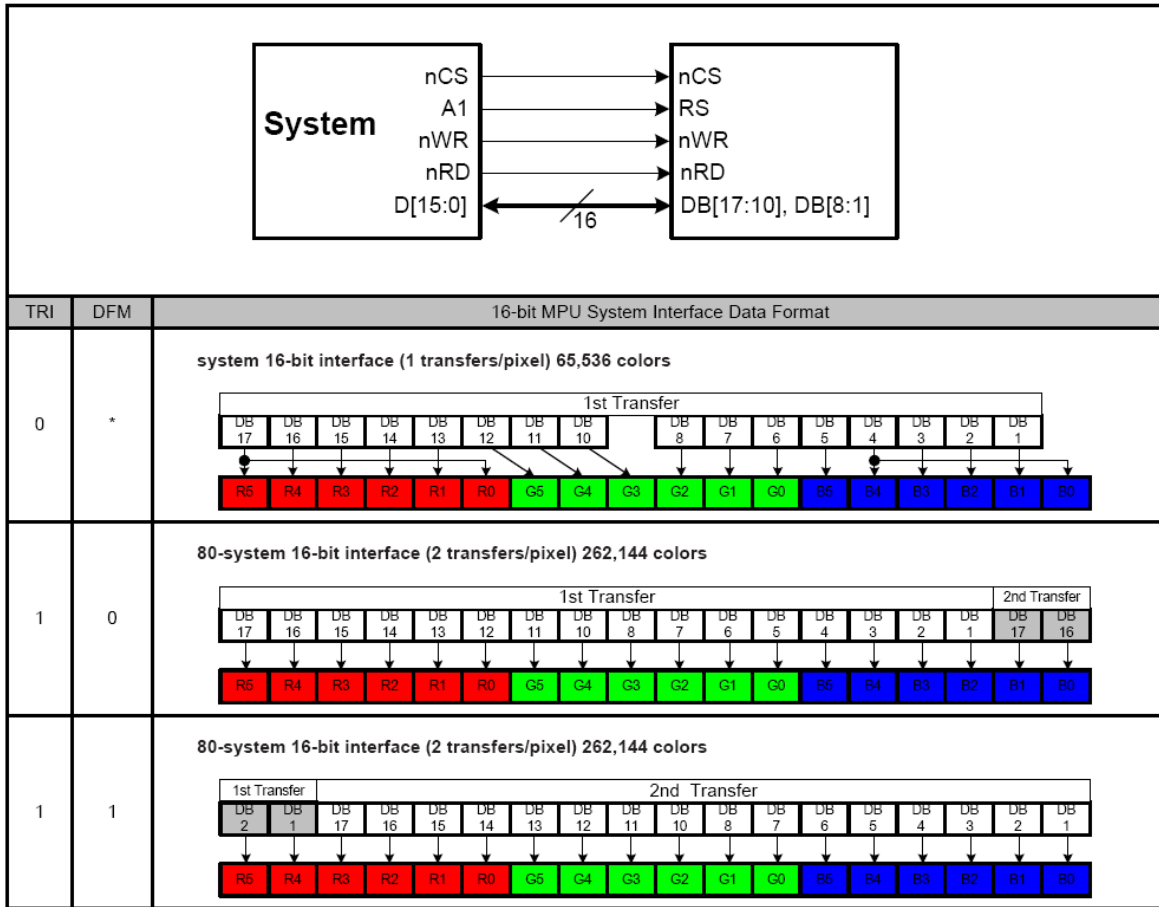 nCS nCS
A1 RS
System
nWR nWR
nRD nRD
D[15:0] DB[17:10], DB[8:1]
16
TRI DFM 16-bit MPU System Interface Data Format
system 16-bit interface (1 transfers/pixel) 65,536 colors
1st Transfer
0 *
DB DB DB DB DB DB DB DB DB DB DB DB DB DB DB DB
17 16 15 14 13 12 11 10 8 7 6 5 4 3 2 1
R5 R4 R3 R2 R1 R0 G5 G4 G3 G2 G1 G0 B5 B4 B3 B2 B1 B0
80-system 16-bit interface (2 transfers/pixel) 262,144 colors
1st Transfer 2nd Transfer
1 0
DB DB DB DB DB DB DB DB DB DB DB DB DB DB DB DB DB DB
17 16 15 14 13 12 11 10 8 7 6 5 4 3 2 1 17 16
R5 R4 R3 R2 R1 R0 G5 G4 G3 G2 G1 G0 B5 B4 B3 B2 B1 B0
80-system 16-bit interface (2 transfers/pixel) 262,144 colors
1st Transfer 2nd Transfer
1 1
DB DB DB DB DB DB DB DB DB DB DB DB DB DB DB DB DB DB
2 1 17 16 15 14 13 12 11 10 8 7 6 5 4 3 2 1
R5 R4 R3 R2 R1 R0 G5 G4 G3 G2 G1 G0 B5 B4 B3 B2 B1 B0